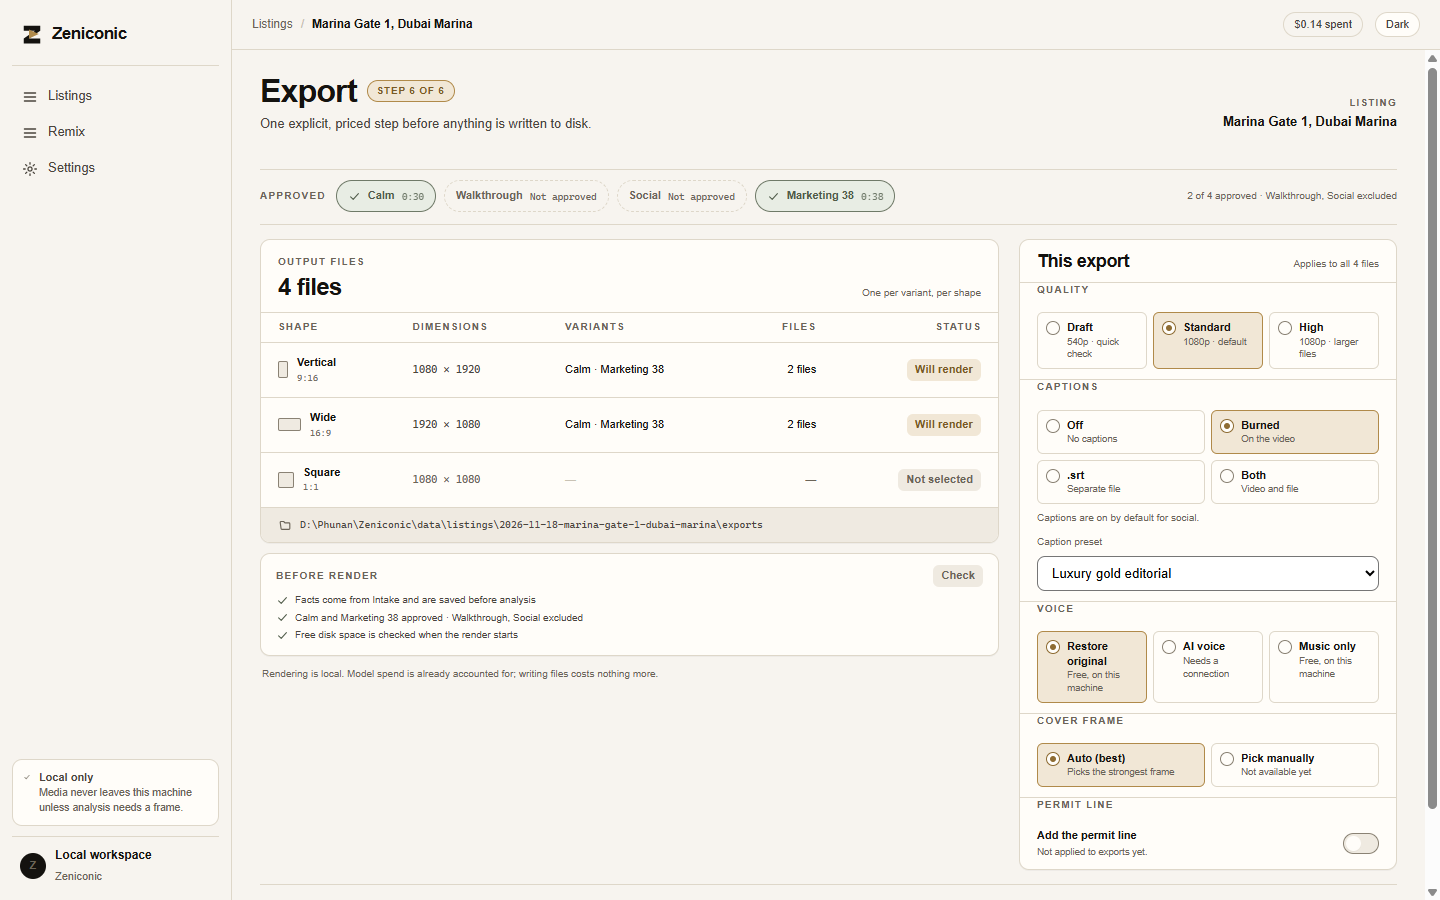 Zeniconic
Listings
Remix
Settings
Local only
Media never leaves this machine
unless analysis needs a frame.
Z
Local workspace
Zeniconic
Listings / Marina Gate 1, Dubai Marina
$0.14 spent
Dark
Export
STEP 6 OF 6
One explicit, priced step before anything is written to disk.
LISTING
Marina Gate 1, Dubai Marina
APPROVED
Calm 0:30
Walkthrough Not approved
Social Not approved
Marketing 38 0:38
2 of 4 approved · Walkthrough, Social excluded
OUTPUT FILES
4 files
One per variant, per shape
SHAPE DIMENSIONS VARIANTS FILES STATUS
Vertical
9:16
1080 × 1920
Calm · Marketing 38
2 files
Will render
Wide
16:9
1920 × 1080
Calm · Marketing 38
2 files
Will render
Square
1:1
1080 × 1080
—
—
Not selected
D:\Phunan\Zeniconic\data\listings\2026-11-18-marina-gate-1-dubai-marina\exports
BEFORE RENDER
Check
Facts come from Intake and are saved before analysis
Calm and Marketing 38 approved · Walkthrough, Social excluded
Free disk space is checked when the render starts
Rendering is local. Model spend is already accounted for; writing files costs nothing more.
This export
Applies to all 4 files
QUALITY
Draft
540p · quick
check
Standard
1080p · default
High
1080p · larger
files
CAPTIONS
Off
No captions
Burned
On the video
.srt
Separate file
Both
Video and file
Captions are on by default for social.
Caption preset
Luxury gold editorial
VOICE
Restore
original
Free, on this
machine
AI voice
Needs a
connection
Music only
Free, on this
machine
COVER FRAME
Auto (best)
Picks the strongest frame
Pick manually
Not available yet
PERMIT LINE
Add the permit line
Not applied to exports yet.